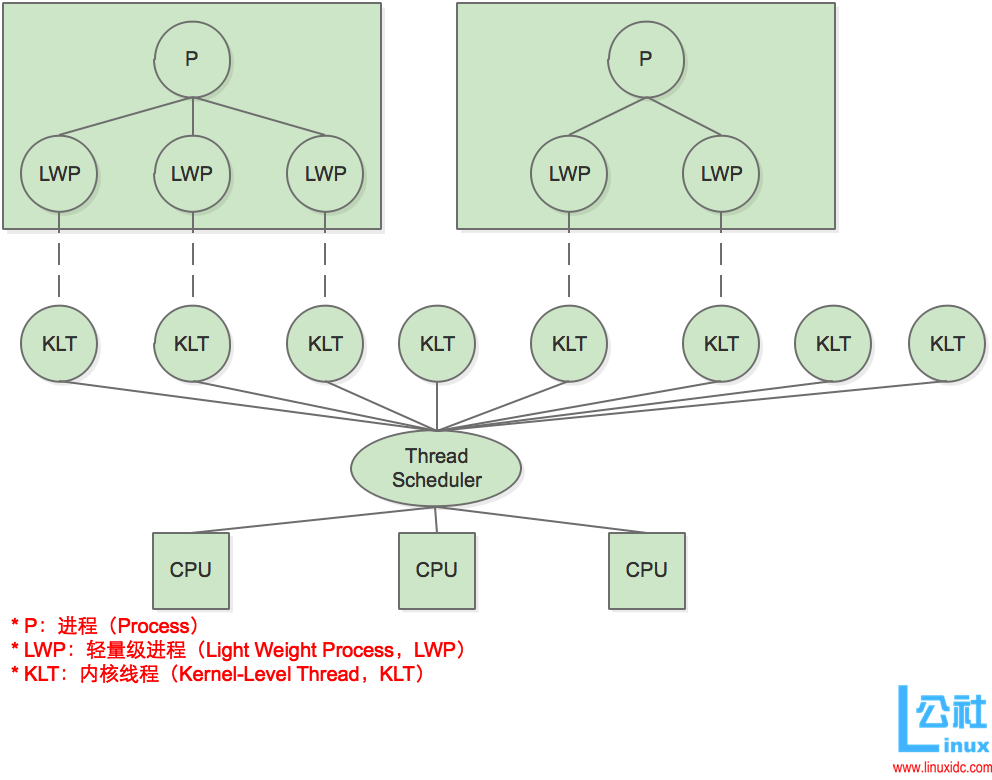 P
P
LWP
LWP
LWP
LWP
LWP
KLT
KLT
KLT
KLT
KLT
KLT
KLT
KLT
Thread
Scheduler
CPU
CPU
CPU
* P：进程（Process）
* LWP：轻量级进程（Light Weight Process，LWP）
* KLT：内核线程（Kernel-Level Thread，KLT）
Linux
公社
www.linuxidc.com